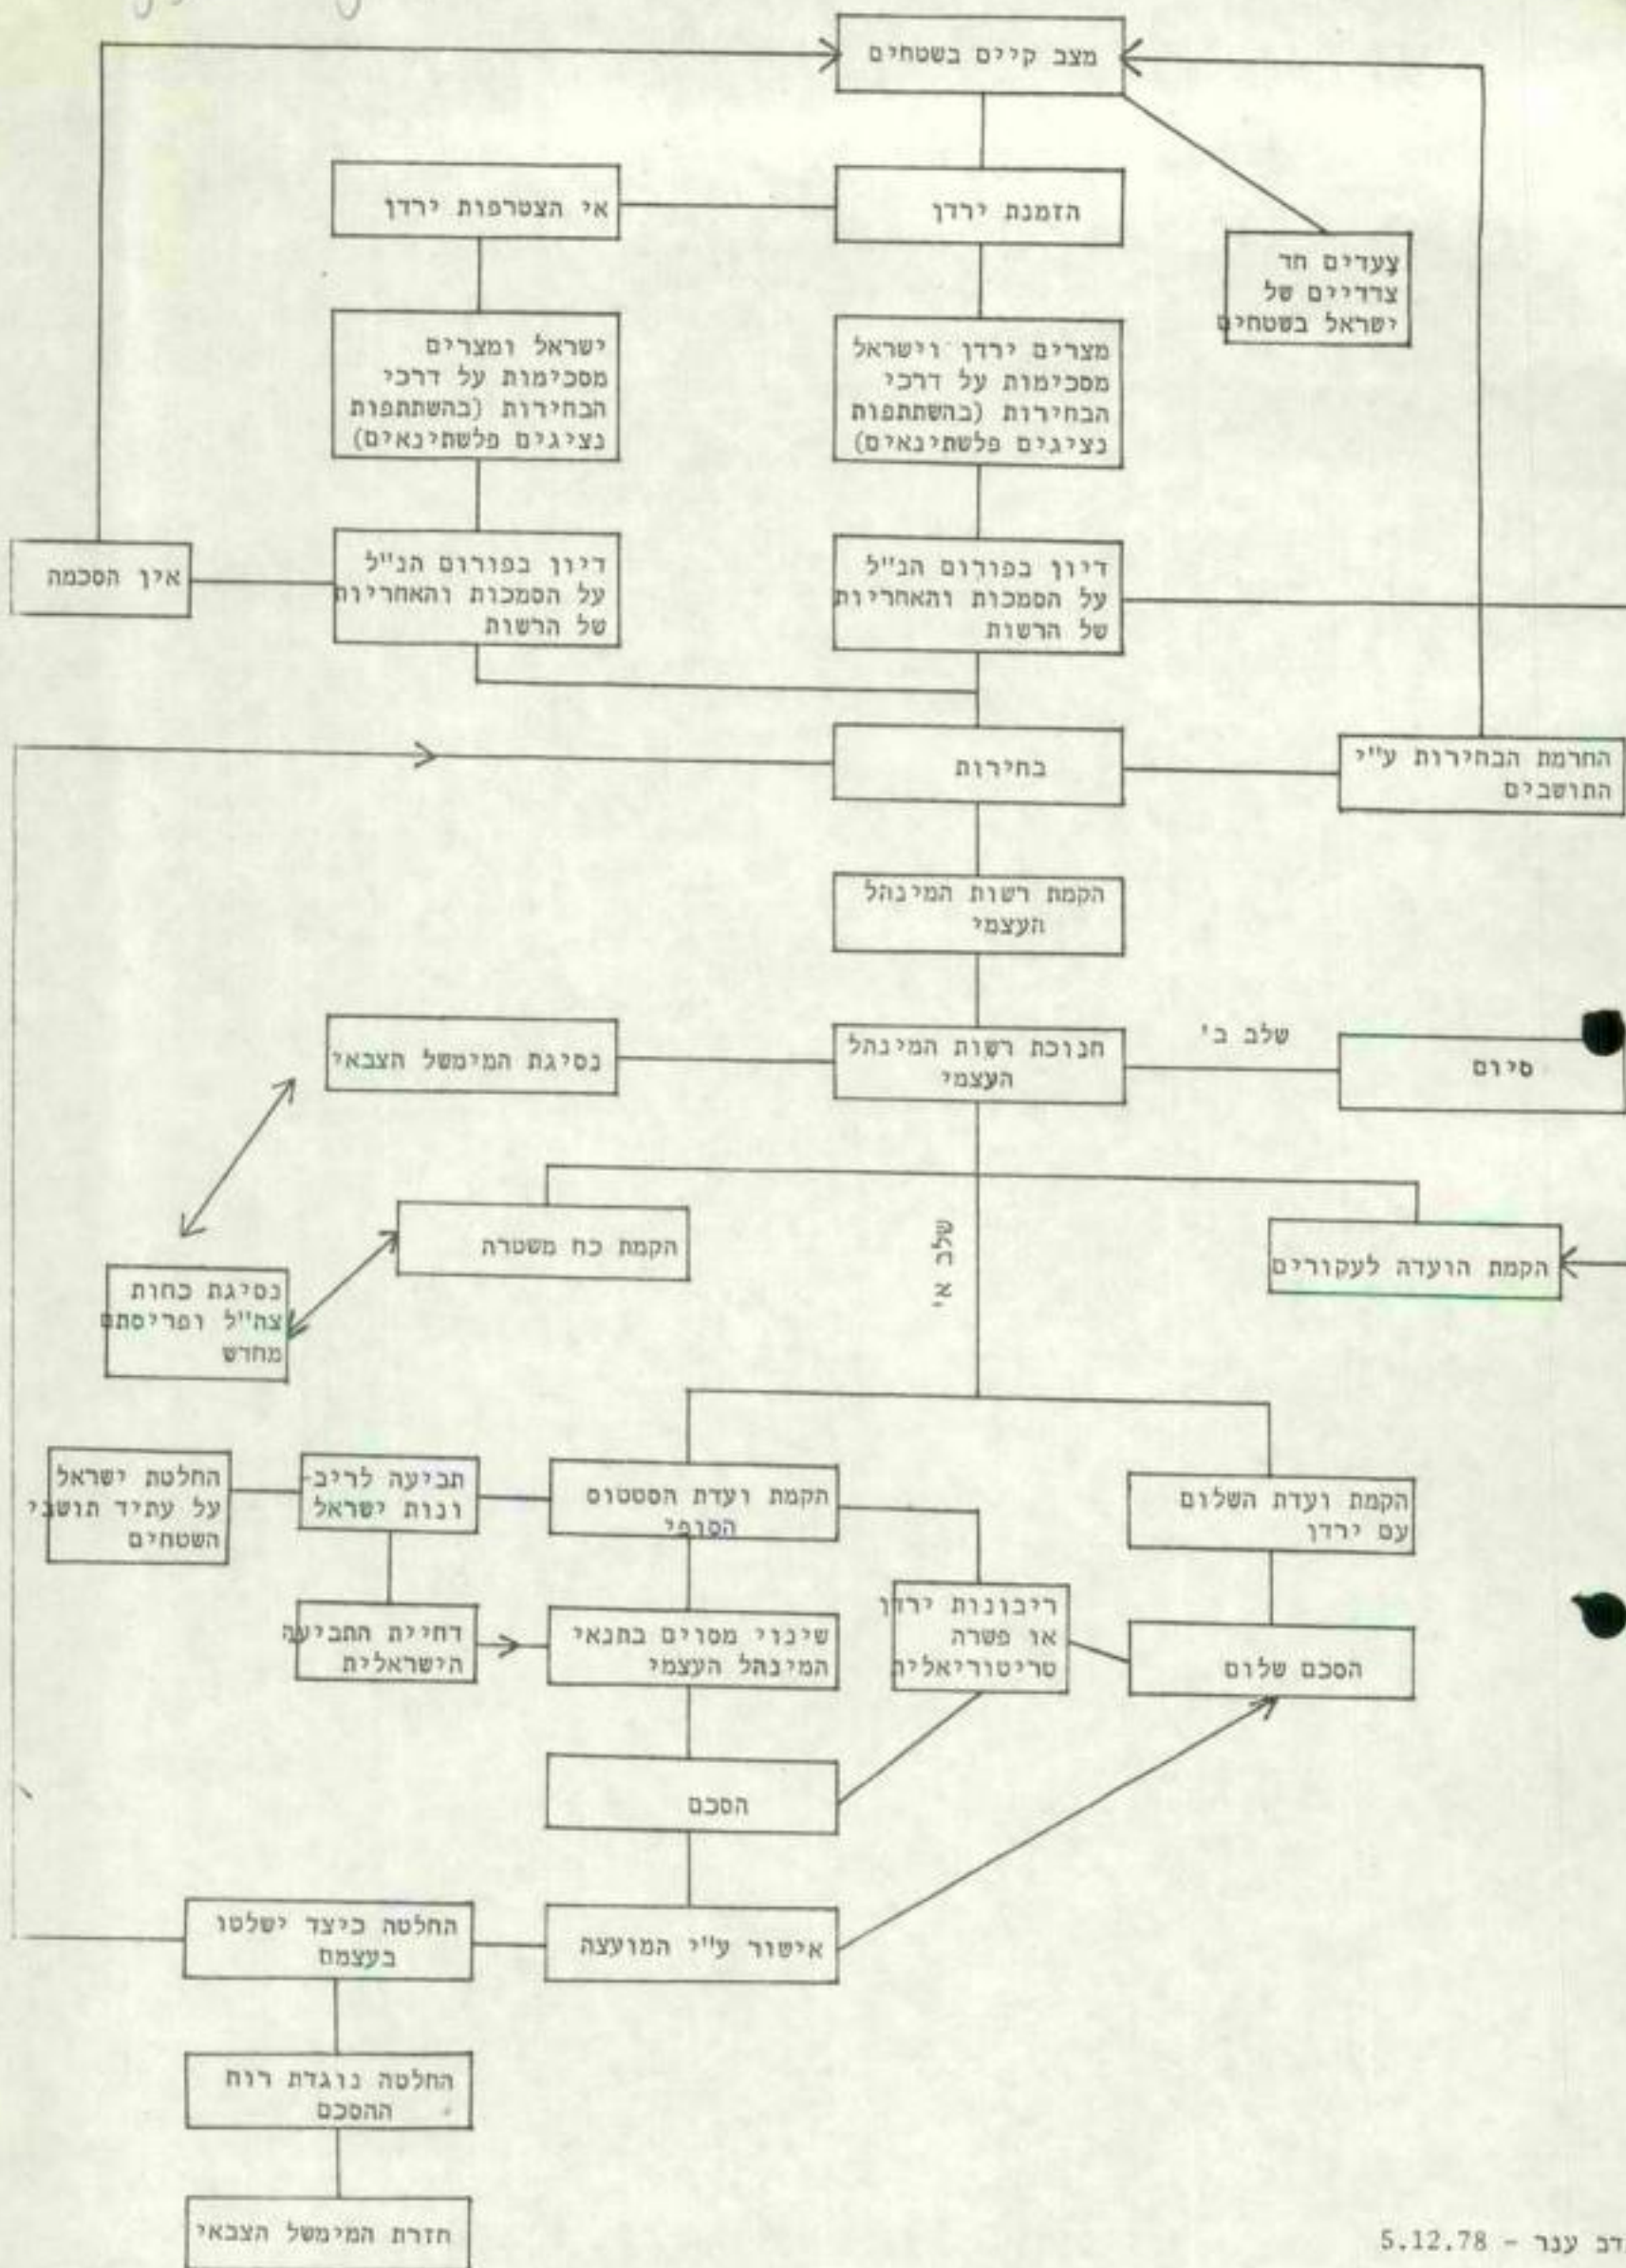 מצב קיים בשטחים
הזמנת ירדן
אי הצטרפות ירדן
צעדים חד
צדדיים של
ישראל בשטחים
מצרים ירדן וישראל
מסכימות על דרכי
הבחירות (בהשתתפות
נציגים פלשתינאים)
ישראל ומצרים
מסכימות על דרכי
הבחירות (בהשתתפות
נציגים פלשתינאים)
דיון בפורום הנ"ל
על הסמכות והאחריות
של הרשות
דיון בפורום הנ"ל
על הסמכות והאחריות
של הרשות
אין הסכמה
החרמת הבחירות ע"י
התושבים
בחירות
הקמת רשות המינהל
העצמי
סיום
שלב ב'
חנוכת רשות המינהל
העצמי
נסיגת המימשל הצבאי
הקמת הועדה לעקורים
שלב א'
הקמת כח משטרה
נסיגת כחות
צה"ל ופריסתם
מחדש
הקמת ועדת השלום
עם ירדן
הקמת ועדת הסטטוס
הסופי
תביעה לריב-
ונות ישראל
החלטת ישראל
על עתיד תושבי
השטחים
הסכם שלום
ריבונות ירדן
או פשרה
טריטוריאלית
שינוי מסוים בתנאי
המינהל העצמי
דחיית התביעה
הישראלית
הסכם
אישור ע"י המועצה
החלטה כיצד ישלטו
בעצמם
החלטה נוגדת רוח
ההסכם
חזרת המימשל הצבאי
דב ענר - 5.12.78